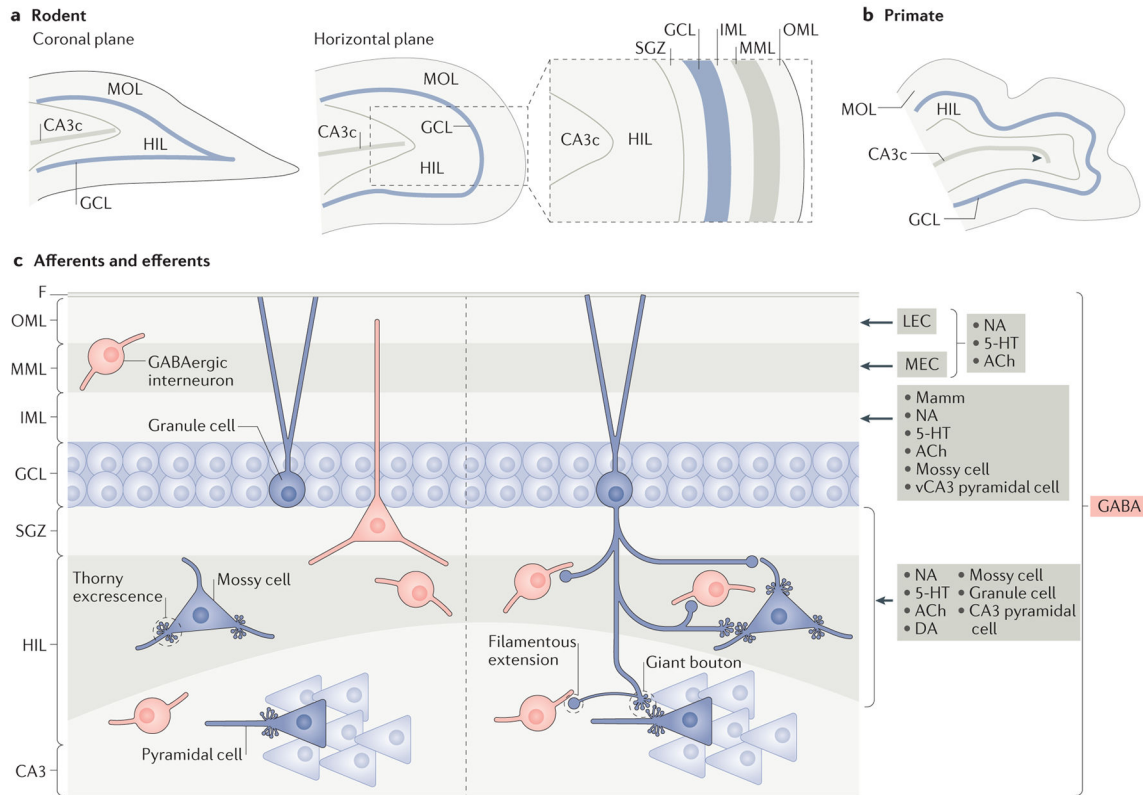 a Rodent
Coronal plane
MOL
CA3c
HIL
GCL
Horizontal plane
MOL
CA3c
GCL
HIL
GCL
IML
OML
SGZ
MML
CA3c
HIL
b Primate
MOL
HIL
CA3c
GCL
c Afferents and efferents
F
OML
MML
IML
GCL
SGZ
HIL
CA3
GABAergic
interneuron
Granule cell
Thorny
excrescence
Mossy cell
Pyramidal cell
Filamentous
extension
Giant bouton
LEC
MEC
• NA
• 5-HT
• ACh
• Mamm
• NA
• 5-HT
• ACh
• Mossy cell
• vCA3 pyramidal cell
GABA
• NA • Mossy cell
• 5-HT • Granule cell
• ACh • CA3 pyramidal
• DA cell